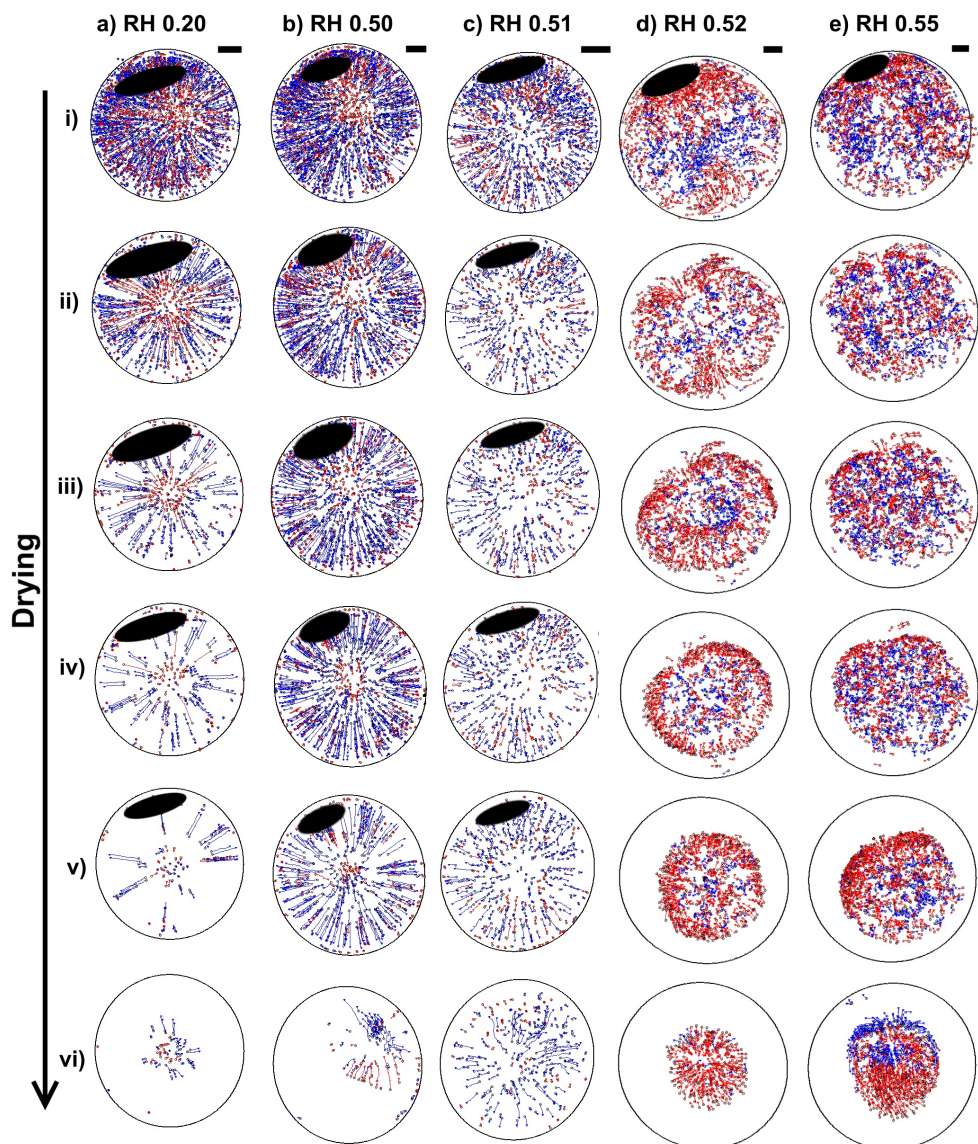 a) RH 0.20 b) RH 0.50 c) RH 0.51 d) RH 0.52 e) RH 0.55
i)
ii)
iii)
iv)
v)
vi)
Drying